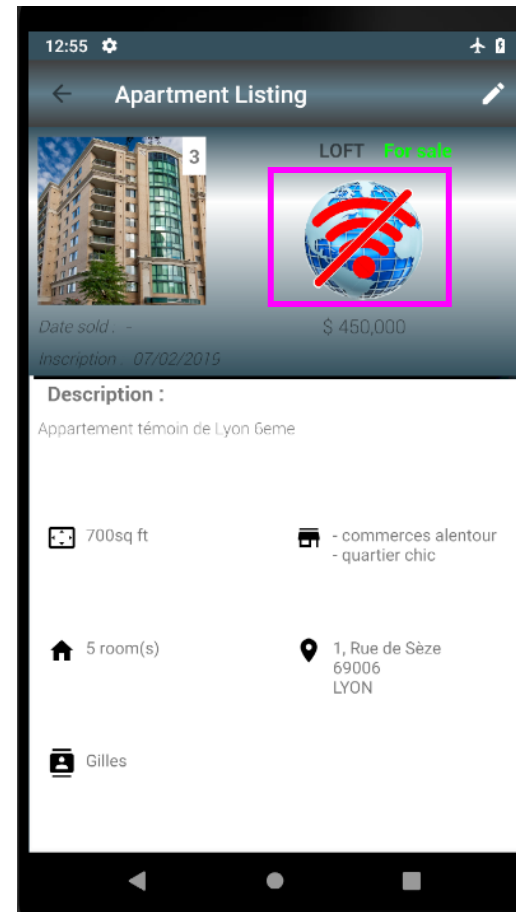 12:55
Apartment Listing
3
LOFT For sale
Date sold . -
$ 450,000
Inscription . 07/02/2019
Description :
Appartement témoin de Lyon 6eme
700sq ft
- commerces alentour
- quartier chic
5 room(s)
1, Rue de Sèze
69006
LYON
Gilles